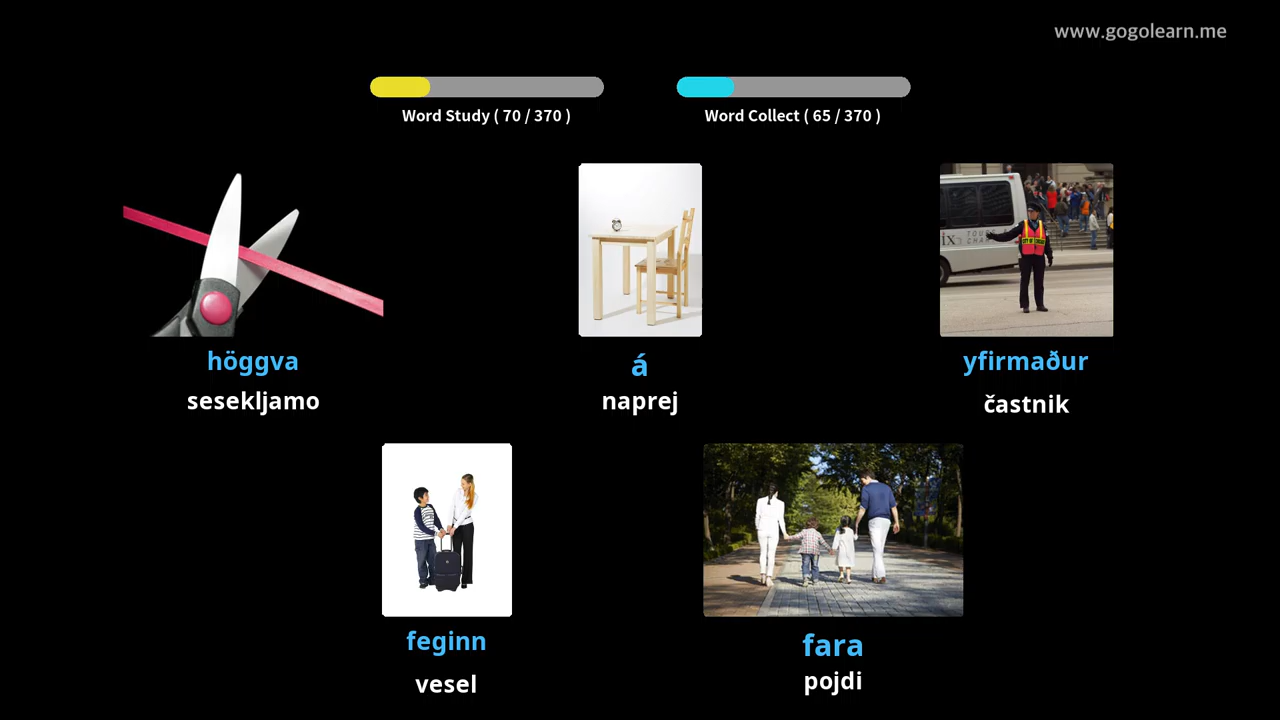 www.gogolearn.me
Word Study ( 70 / 370 )
Word Collect ( 65 / 370 )
höggva
sesekljamo
á
naprej
yfirmaður
častnik
feginn
vesel
fara
pojdi